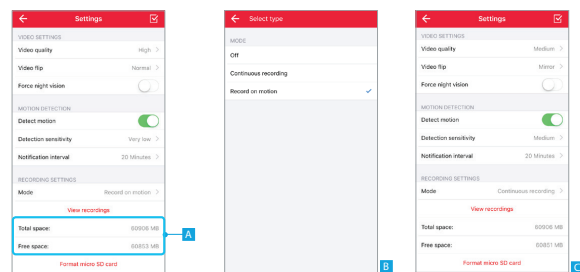 Settings
VIDEO SETTINGS
Video quality High
Video flip Normal
Force night vision
MOTION DETECTION
Detect motion
Detection sensitivity Very low
Notification interval 20 Minutes
RECORDING SETTINGS
Mode Record on motion
View recordings
Total space: 60906 MB
Free space: 60853 MB
Format micro SD card
A
Select type
MODE
Off
Continuous recording
Record on motion
B
Settings
VIDEO SETTINGS
Video quality Medium
Video flip Mirror
Force night vision
MOTION DETECTION
Detect motion
Detection sensitivity Medium
Notification interval 20 Minutes
RECORDING SETTINGS
Mode Continuous recording
View recordings
Total space: 60906 MB
Free space: 60851 MB
Format micro SD card
C